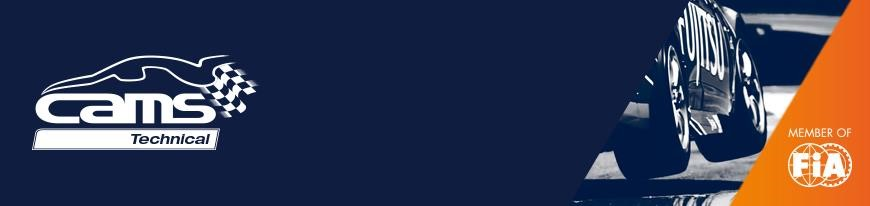 cams
Technical
MEMBER OF
FiA